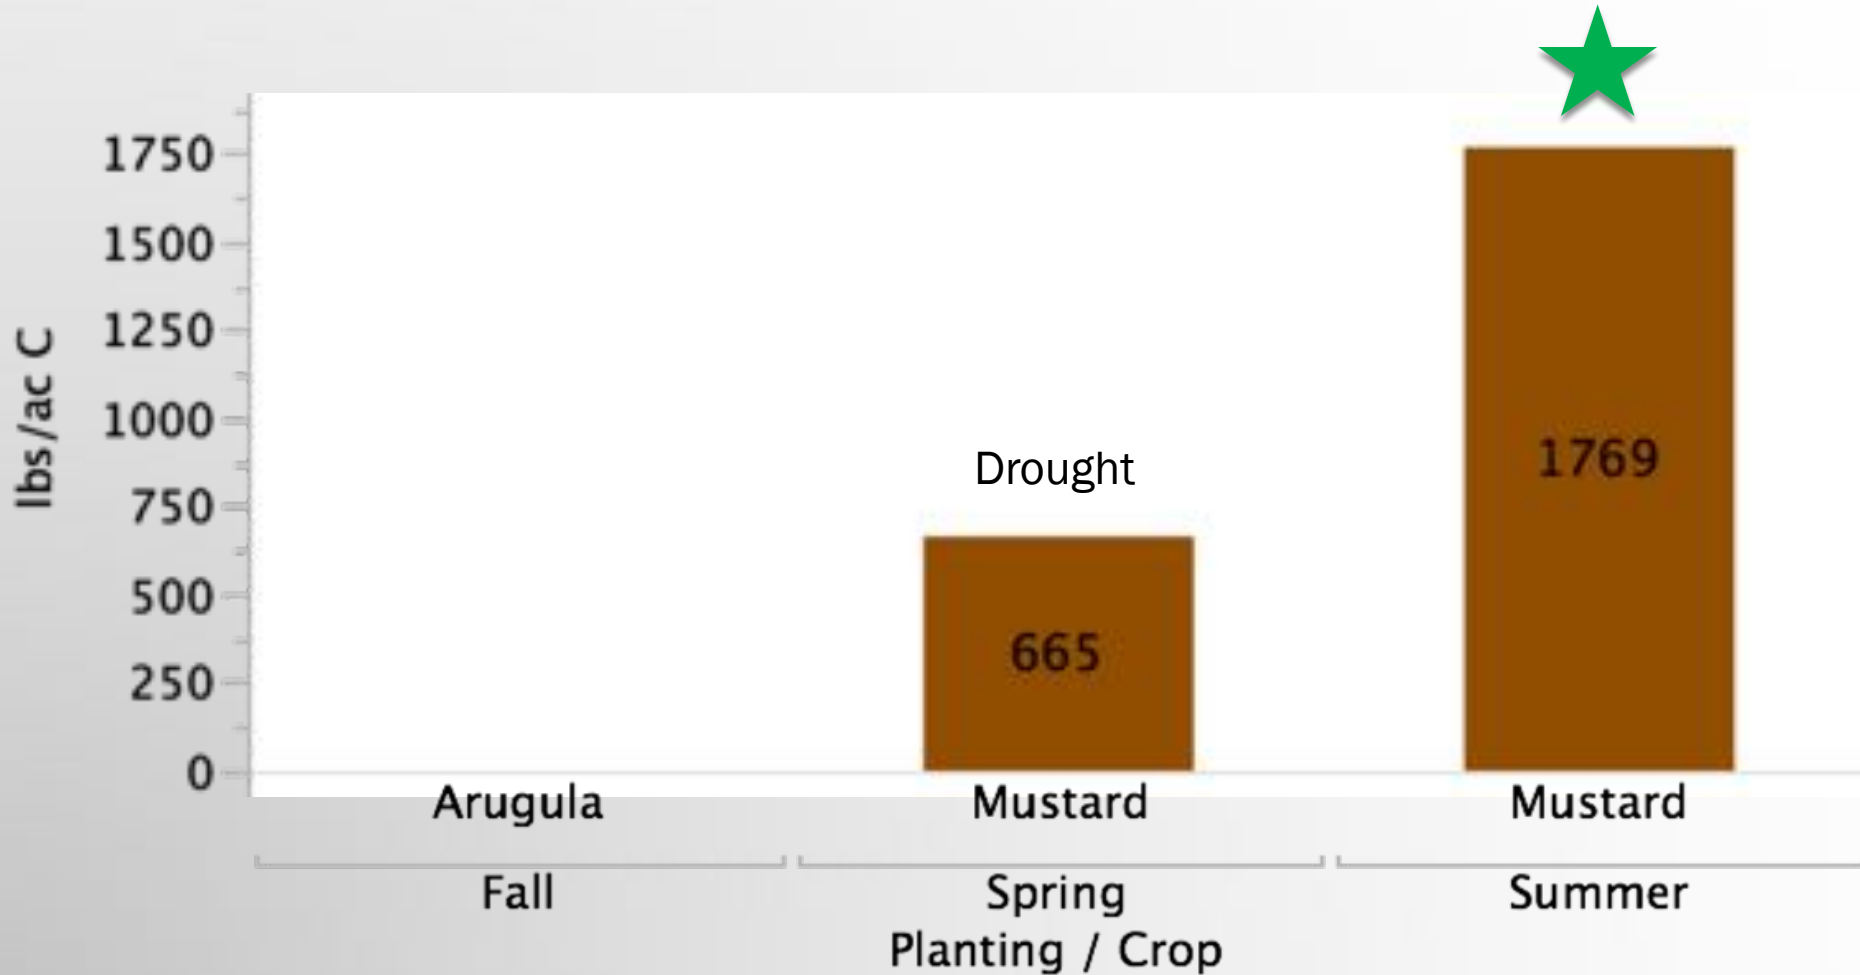 lbs/ac C
1750
1500
1250
1000
750
500
250
0
Drought
665
1769
Arugula Mustard Mustard
Fall Spring Summer
Planting / Crop